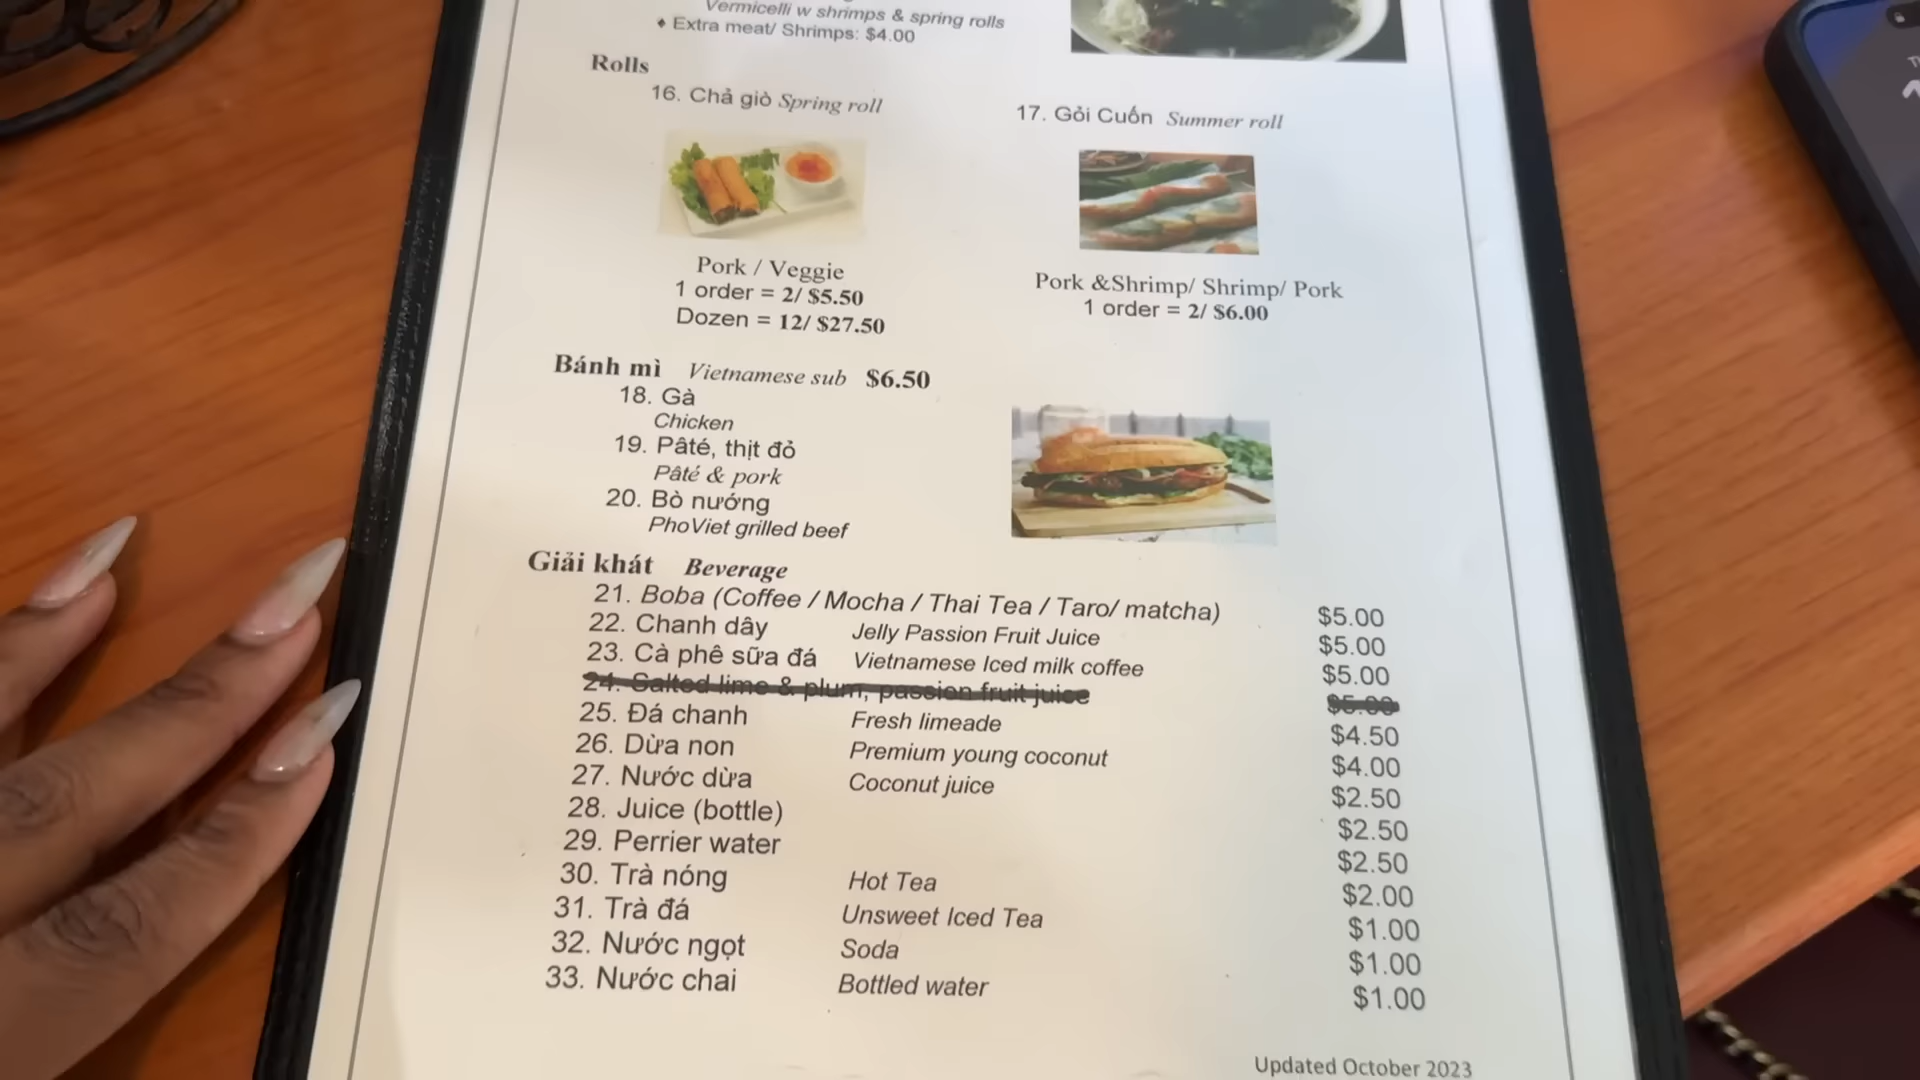 Vermicelli w shrimps & spring rolls
♦ Extra meat/ Shrimps: $4.00
Rolls
16. Chả giò Spring roll
17. Gỏi Cuốn Summer roll
Pork / Veggie
1 order = 2/ $5.50
Dozen = 12/ $27.50
Pork &Shrimp/ Shrimp/ Pork
1 order = 2/ $6.00
Bánh mì Vietnamese sub $6.50
18. Gà
Chicken
19. Pâté, thịt đỏ
Pâté & pork
20. Bò nướng
PhoViet grilled beef
Giải khát Beverage
21. Boba (Coffee / Mocha / Thai Tea / Taro/ matcha) $5.00
22. Chanh dây Jelly Passion Fruit Juice $5.00
23. Cà phê sữa đá Vietnamese Iced milk coffee $5.00
24. Salted lime & plum, passion fruit juice $5.00
25. Đá chanh Fresh limeade $4.50
26. Dừa non Premium young coconut $4.00
27. Nước dừa Coconut juice $2.50
28. Juice (bottle) $2.50
29. Perrier water $2.50
30. Trà nóng Hot Tea $2.00
31. Trà đá Unsweet Iced Tea $1.00
32. Nước ngọt Soda $1.00
33. Nước chai Bottled water $1.00
Updated October 2023